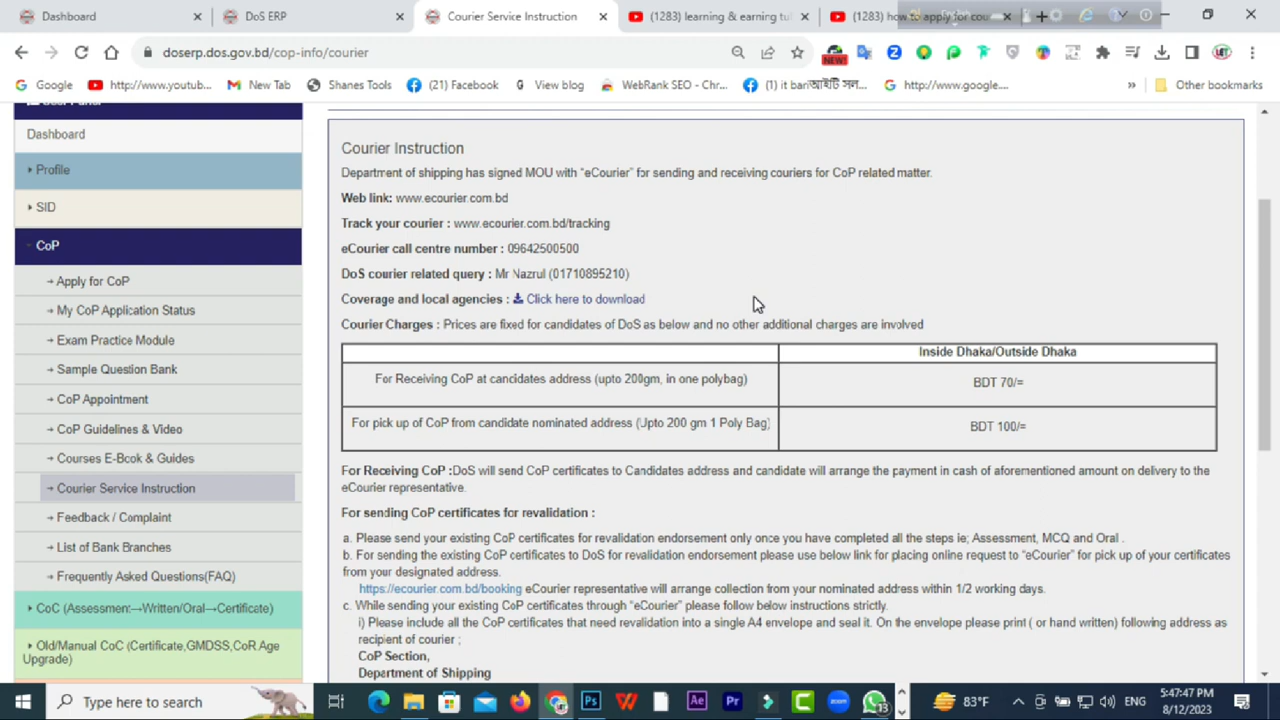 Dashboard
DoS ERP
Courier Service Instruction
(1283) learning & earning tu
(1283) how to apply for cou
doserp.dos.gov.bd/cop-info/courier
NEW!
Google
http://www.youtub...
New Tab
Shanes Tools
(21) Facebook
View blog
WebRank SEO - Chr...
(1) it bariআইটি সল...
http://www.google....
»
Other bookmarks
Dashboard
Profile
SID
CoP
Apply for CoP
My CoP Application Status
Exam Practice Module
Sample Question Bank
CoP Appointment
CoP Guidelines & Video
Courses E-Book & Guides
Courier Service Instruction
Feedback / Complaint
List of Bank Branches
Frequently Asked Questions(FAQ)
CoC (Assessment→Written/Oral→Certificate)
Old/Manual CoC (Certificate,GMDSS,CoR Age
Upgrade)
Courier Instruction
Department of shipping has signed MOU with “eCourier” for sending and receiving couriers for CoP related matter.
Web link: www.ecourier.com.bd
Track your courier : www.ecourier.com.bd/tracking
eCourier call centre number : 09642500500
DoS courier related query : Mr Nazrul (01710895210)
Coverage and local agencies : Click here to download
Courier Charges : Prices are fixed for candidates of DoS as below and no other additional charges are involved
Inside Dhaka/Outside Dhaka
For Receiving CoP at candidates address (upto 200gm, in one polybag)
BDT 70/=
For pick up of CoP from candidate nominated address (Upto 200 gm 1 Poly Bag)
BDT 100/=
For Receiving CoP :DoS will send CoP certificates to Candidates address and candidate will arrange the payment in cash of aforementioned amount on delivery to the
eCourier representative.
For sending CoP certificates for revalidation :
a. Please send your existing CoP certificates for revalidation endorsement only once you have completed all the steps ie; Assessment, MCQ and Oral .
b. For sending the existing CoP certificates to DoS for revalidation endorsement please use below link for placing online request to “eCourier” for pick up of your certificates
from your designated address.
https://ecourier.com.bd/booking eCourier representative will arrange collection from your nominated address within 1/2 working days.
c. While sending your existing CoP certificates through “eCourier” please follow below instructions strictly.
i) Please include all the CoP certificates that need revalidation into a single A4 envelope and seal it. On the envelope please print ( or hand written) following address as
recipient of courier ;
CoP Section,
Department of Shipping
Type here to search
83°F
ENG
5:47:47 PM
8/12/2023